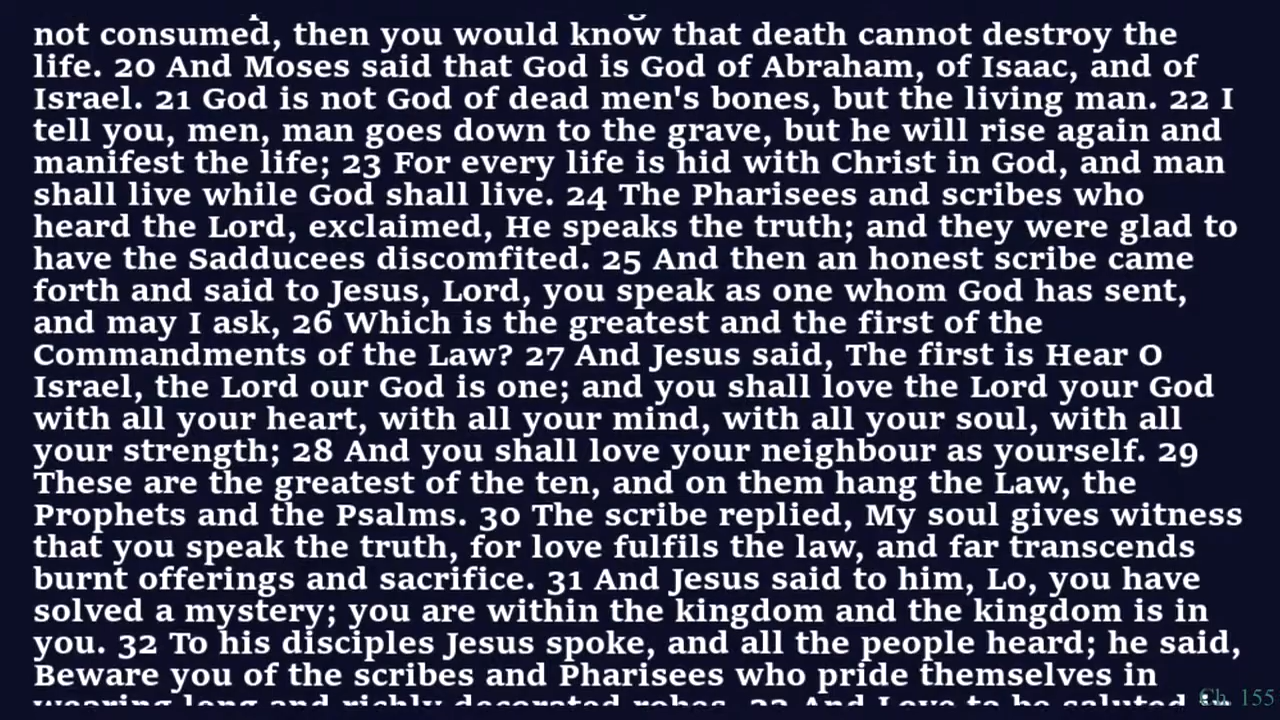 not consumed, then you would know that death cannot destroy the
life. 20 And Moses said that God is God of Abraham, of Isaac, and of
Israel. 21 God is not God of dead men's bones, but the living man. 22 I
tell you, men, man goes down to the grave, but he will rise again and
manifest the life; 23 For every life is hid with Christ in God, and man
shall live while God shall live. 24 The Pharisees and scribes who
heard the Lord, exclaimed, He speaks the truth; and they were glad to
have the Sadducees discomfited. 25 And then an honest scribe came
forth and said to Jesus, Lord, you speak as one whom God has sent,
and may I ask, 26 Which is the greatest and the first of the
Commandments of the Law? 27 And Jesus said, The first is Hear O
Israel, the Lord our God is one; and you shall love the Lord your God
with all your heart, with all your mind, with all your soul, with all
your strength; 28 And you shall love your neighbour as yourself. 29
These are the greatest of the ten, and on them hang the Law, the
Prophets and the Psalms. 30 The scribe replied, My soul gives witness
that you speak the truth, for love fulfils the law, and far transcends
burnt offerings and sacrifice. 31 And Jesus said to him, Lo, you have
solved a mystery; you are within the kingdom and the kingdom is in
you. 32 To his disciples Jesus spoke, and all the people heard; he said,
Beware you of the scribes and Pharisees who pride themselves in
wearing long and richly decorated robes, 33 And Love to be saluted in
Ch. 155